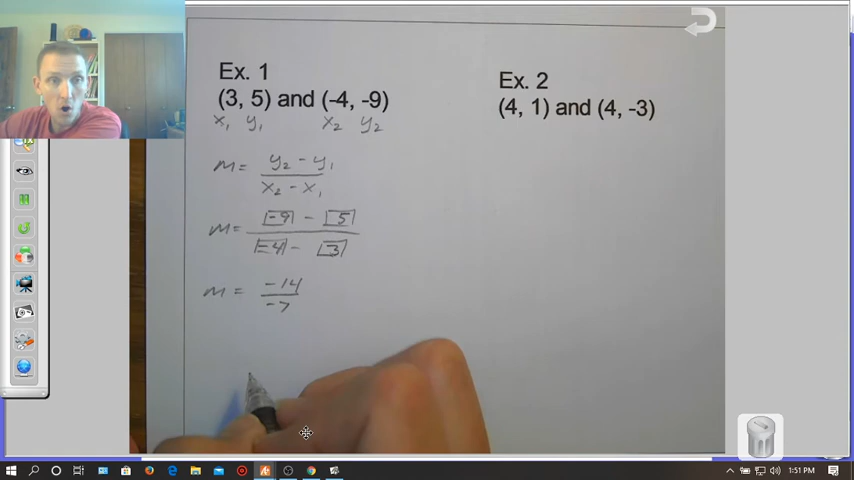 Ex. 1
(3, 5) and (-4, -9)
x₁ y₁ x₂ y₂
m = y₂ - y₁
x₂ - x₁
m = -9 - 5
-4 - 3
m = -14
-7
Ex. 2
(4, 1) and (4, -3)
1:51 PM